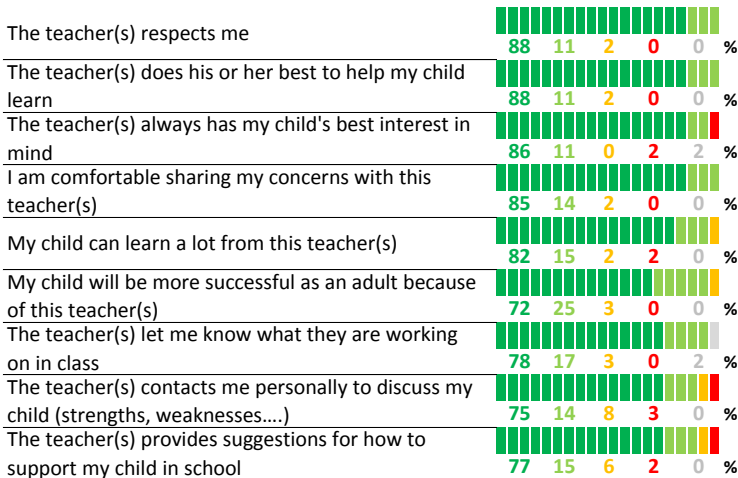 The teacher(s) respects me
88 11 2 0 0 %
The teacher(s) does his or her best to help my child
learn
88 11 2 0 0 %
The teacher(s) always has my child's best interest in
mind
86 11 0 2 2 %
I am comfortable sharing my concerns with this
teacher(s)
85 14 2 0 0 %
My child can learn a lot from this teacher(s)
82 15 2 2 0 %
My child will be more successful as an adult because
of this teacher(s)
72 25 3 0 0 %
The teacher(s) let me know what they are working
on in class
78 17 3 0 2 %
The teacher(s) contacts me personally to discuss my
child (strengths, weaknesses....)
75 14 8 3 0 %
The teacher(s) provides suggestions for how to
support my child in school
77 15 6 2 0 %